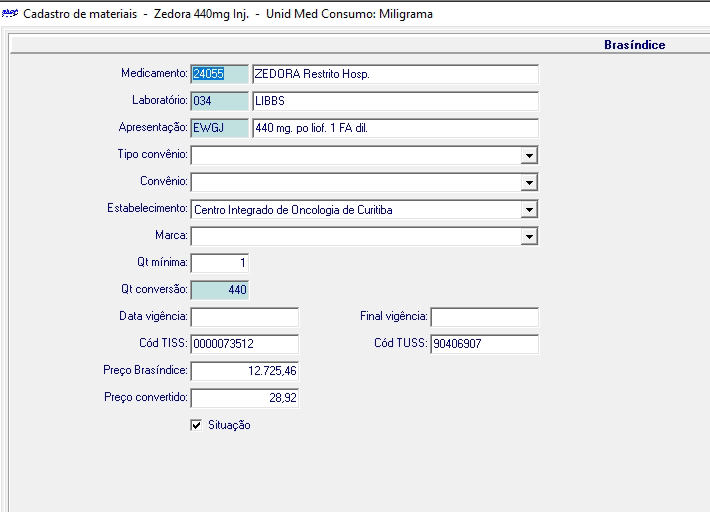 Cadastro de materiais - Zedora 440mg Inj. - Unid Med Consumo: Miligrama
Brasíndice
Medicamento: 24055 ZEDORA Restrito Hosp.
Laboratório: 034 LIBBS
Apresentação: EWGJ 440 mg. po liof. 1 FA dil.
Tipo convênio:
Convênio:
Estabelecimento: Centro Integrado de Oncologia de Curitiba
Marca:
Qt mínima: 1
Qt conversão: 440
Data vigência: Final vigência:
Cód TISS: 0000073512 Cód TUSS: 90406907
Preço Brasíndice: 12.725,46
Preço convertido: 28,92
Situação